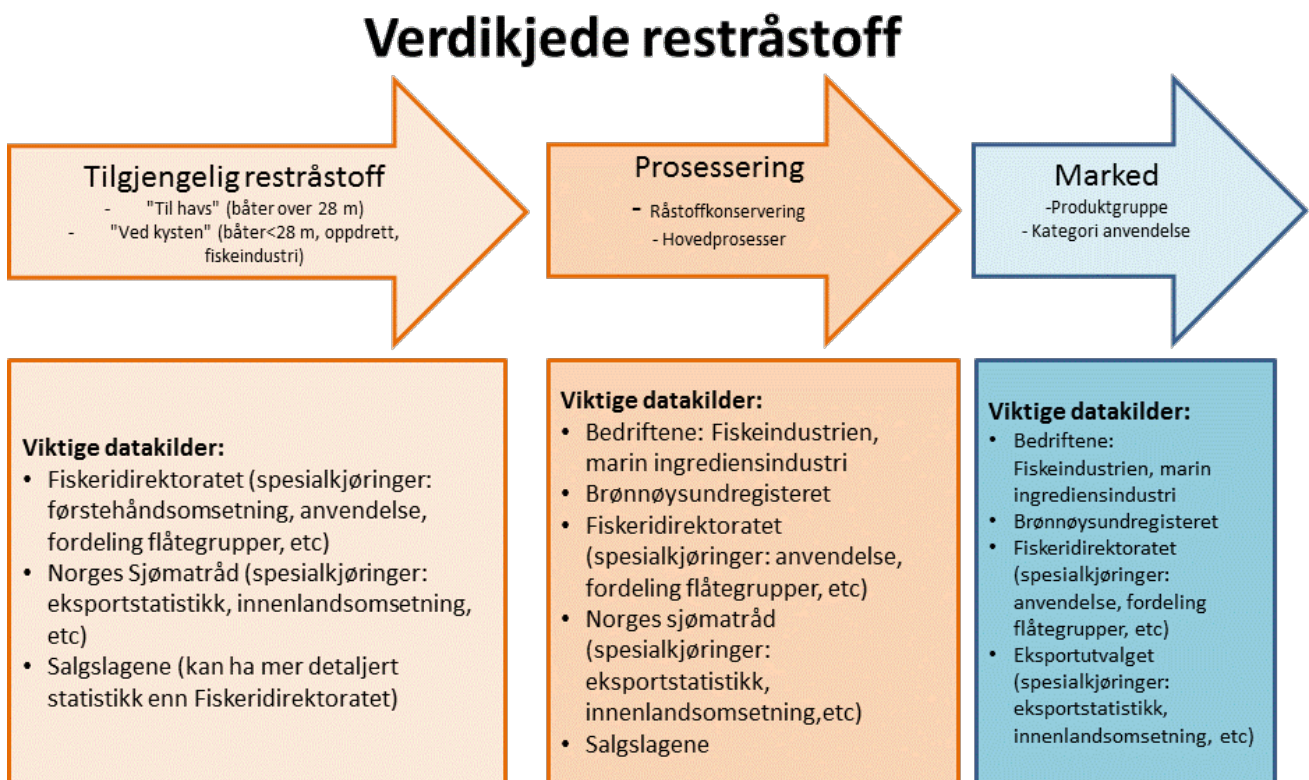 Verdikjede restråstoff
Tilgjengelig restråstoff
- "Til havs" (båter over 28 m)
- "Ved kysten" (båter<28 m, oppdrett,
fiskeindustri)
Prosessering
- Råstoffkonservering
- Hovedprosesser
Marked
-Produktgruppe
- Kategori anvendelse
Viktige datakilder:
• Fiskeridirektoratet (spesialkjøringer:
førstehåndsomsetning, anvendelse,
fordeling flåtegrupper, etc)
• Norges Sjømatråd (spesialkjøringer:
eksportstatistikk, innenlandsomsetning,
etc)
• Salgslagene (kan ha mer detaljert
statistikk enn Fiskeridirektoratet)
Viktige datakilder:
• Bedriftene: Fiskeindustrien,
marin ingrediensindustri
• Brønnøysundregisteret
• Fiskeridirektoratet
(spesialkjøringer: anvendelse,
fordeling flåtegrupper, etc)
• Norges sjømatråd
(spesialkjøringer:
eksportstatistikk,
innenlandsomsetning,etc)
• Salgslagene
Viktige datakilder:
• Bedriftene:
Fiskeindustrien, marin
ingrediensindustri
• Brønnøysundregisteret
• Fiskeridirektoratet
(spesialkjøringer:
anvendelse, fordeling
flåtegrupper, etc)
• Eksportutvalget
(spesialkjøringer:
eksportstatistikk,
innenlandsomsetning, etc)